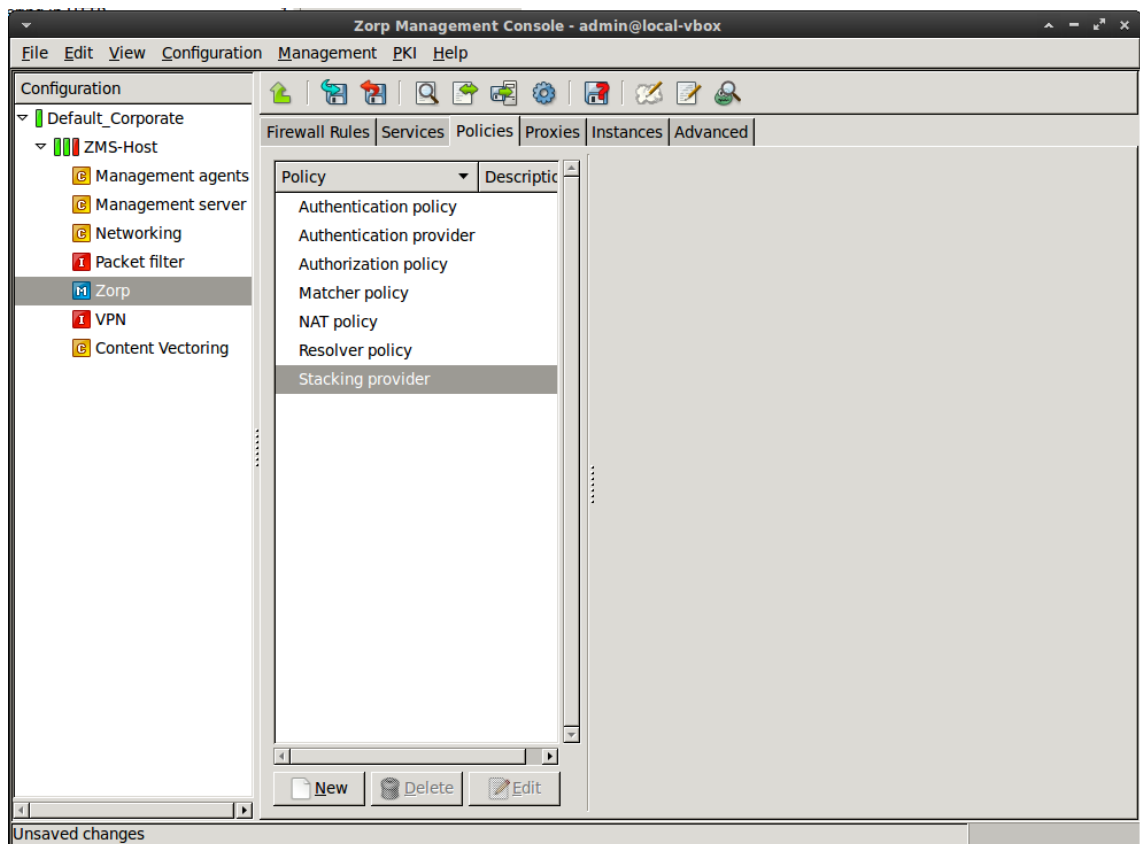 Zorp Management Console - admin@local-vbox
File Edit View Configuration Management PKI Help
Configuration
Default_Corporate
ZMS-Host
Management agents
Management server
Networking
Packet filter
Zorp
VPN
Content Vectoring
Firewall Rules Services Policies Proxies Instances Advanced
Policy Descriptic
Authentication policy
Authentication provider
Authorization policy
Matcher policy
NAT policy
Resolver policy
Stacking provider
New Delete Edit
Unsaved changes